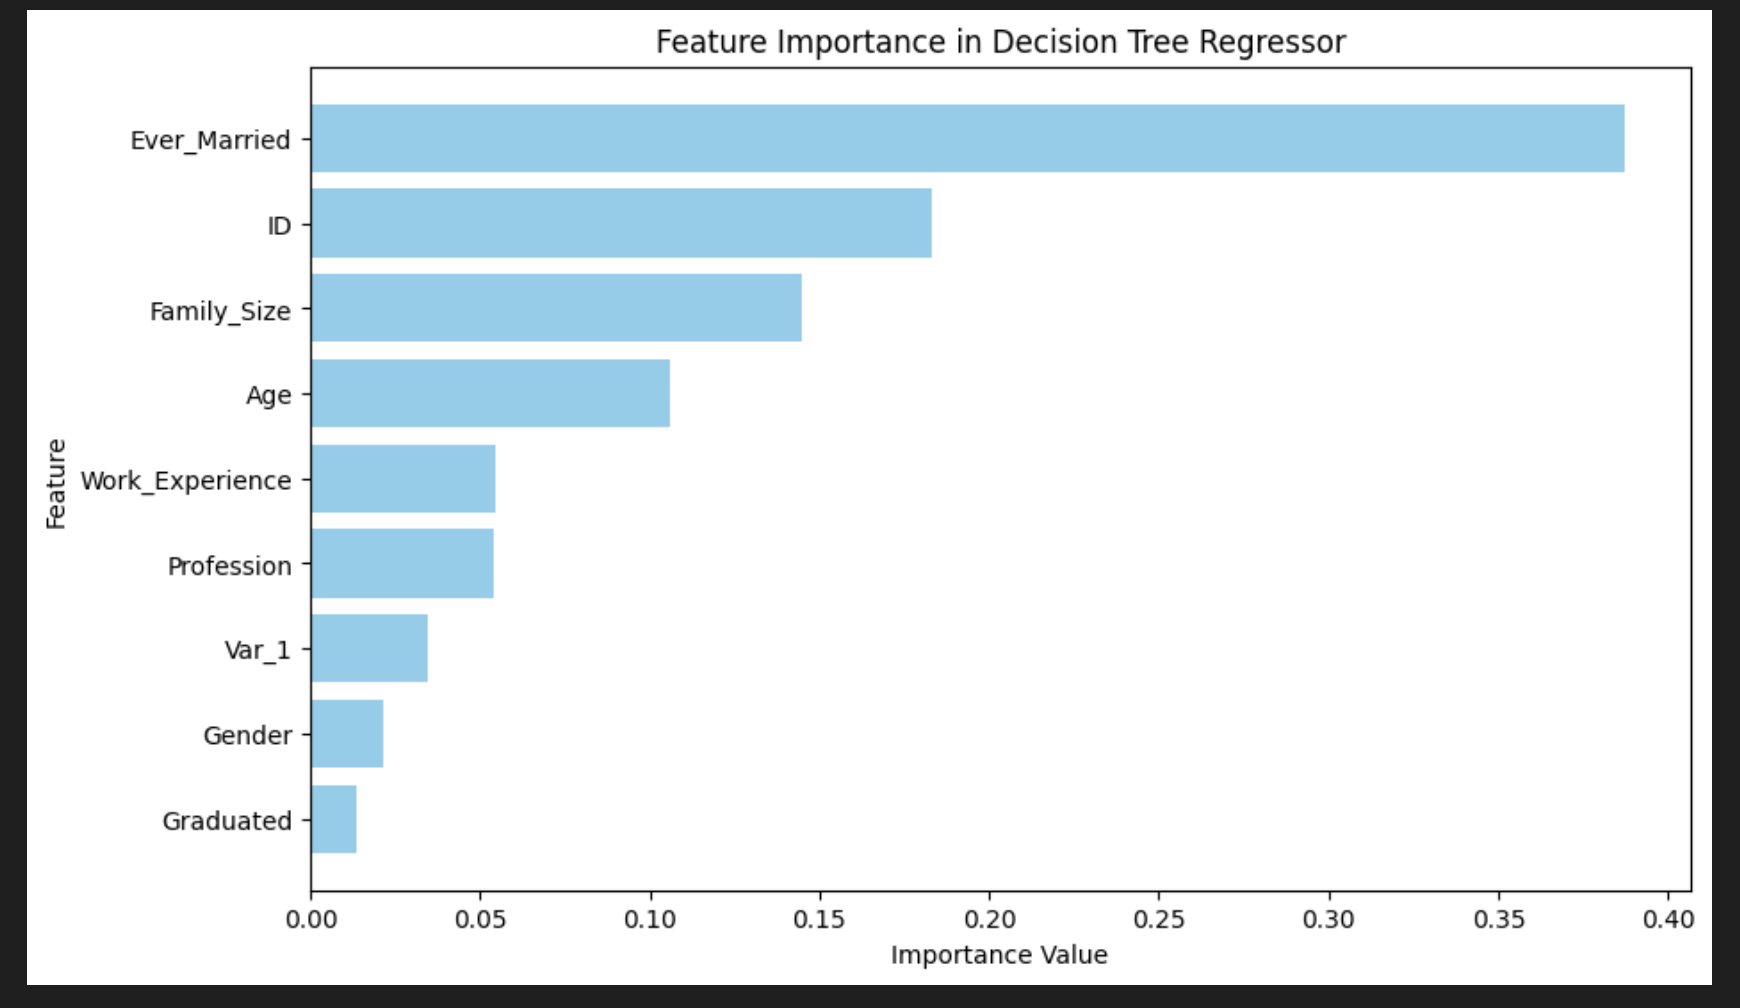 Feature Importance in Decision Tree Regressor
Ever_Married
ID
Family_Size
Age
Work_Experience
Profession
Var_1
Gender
Graduated
Feature
0.00 0.05 0.10 0.15 0.20 0.25 0.30 0.35 0.40
Importance Value